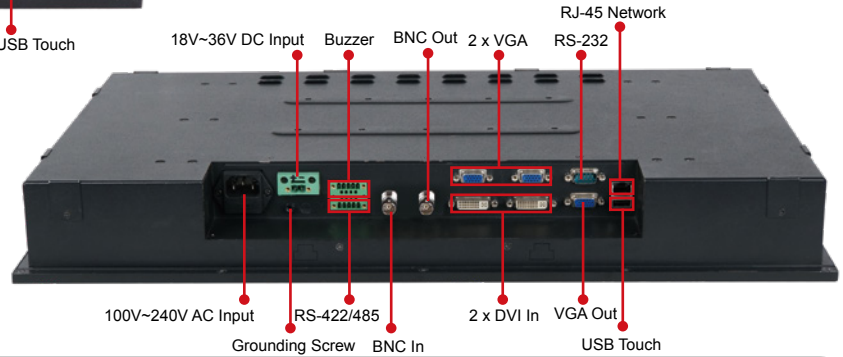 RJ-45 Network
USB Touch
18V~36V DC Input
Buzzer
BNC Out
2 x VGA
RS-232
100V~240V AC Input
RS-422/485
2 x DVI In
VGA Out
Grounding Screw
BNC In
USB Touch